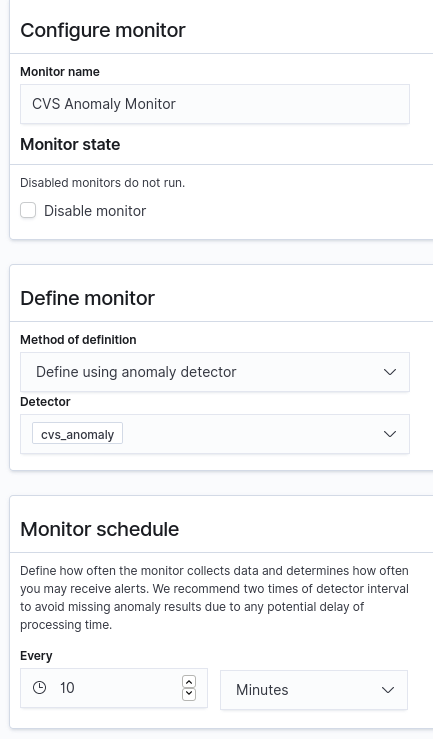 Configure monitor
Monitor name
CVS Anomaly Monitor
Monitor state
Disabled monitors do not run.
Disable monitor
Define monitor
Method of definition
Define using anomaly detector
Detector
cvs_anomaly
Monitor schedule
Define how often the monitor collects data and determines how often
you may receive alerts. We recommend two times of detector interval
to avoid missing anomaly results due to any potential delay of
processing time.
Every
10 Minutes